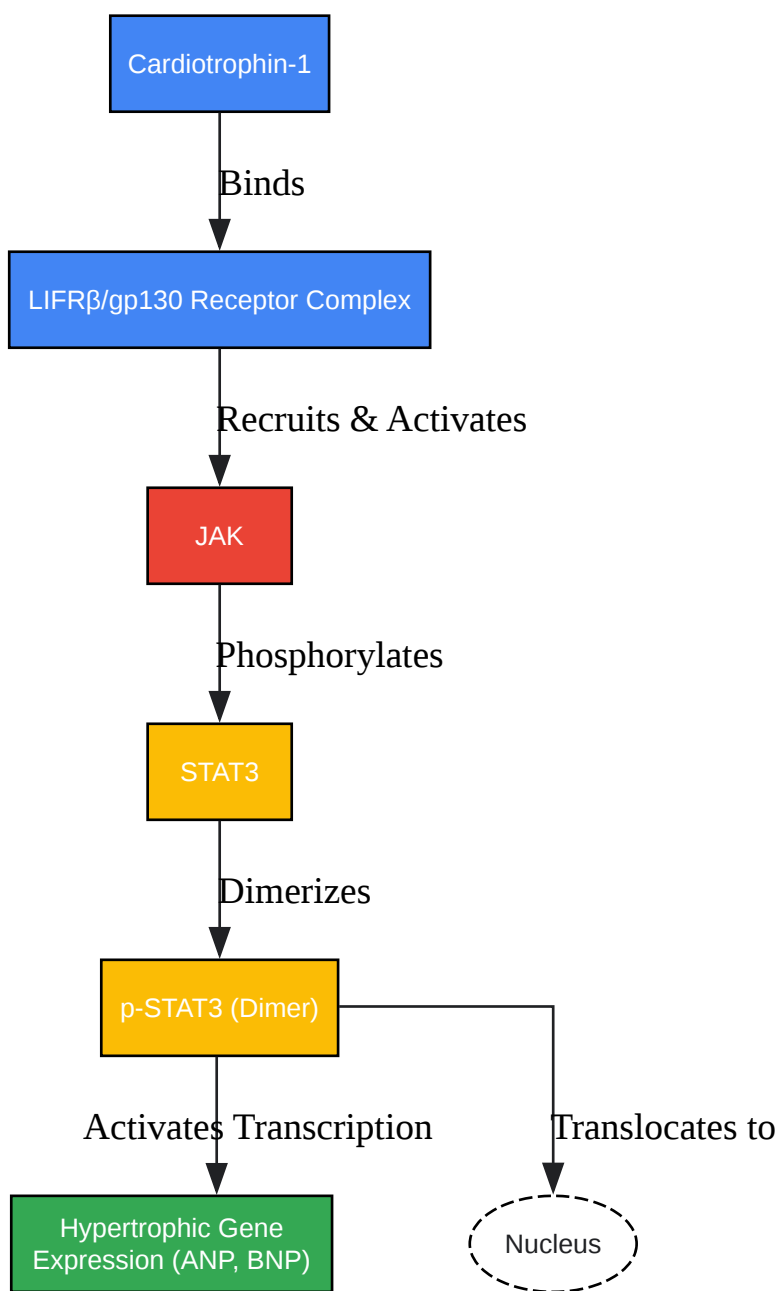 Cardiotrophin-1
Binds
LIFRβ/gp130 Receptor Complex
Recruits & Activates
JAK
Phosphorylates
STAT3
Dimerizes
p-STAT3 (Dimer)
Activates Transcription
Translocates to
Hypertrophic Gene
Expression (ANP, BNP)
Nucleus